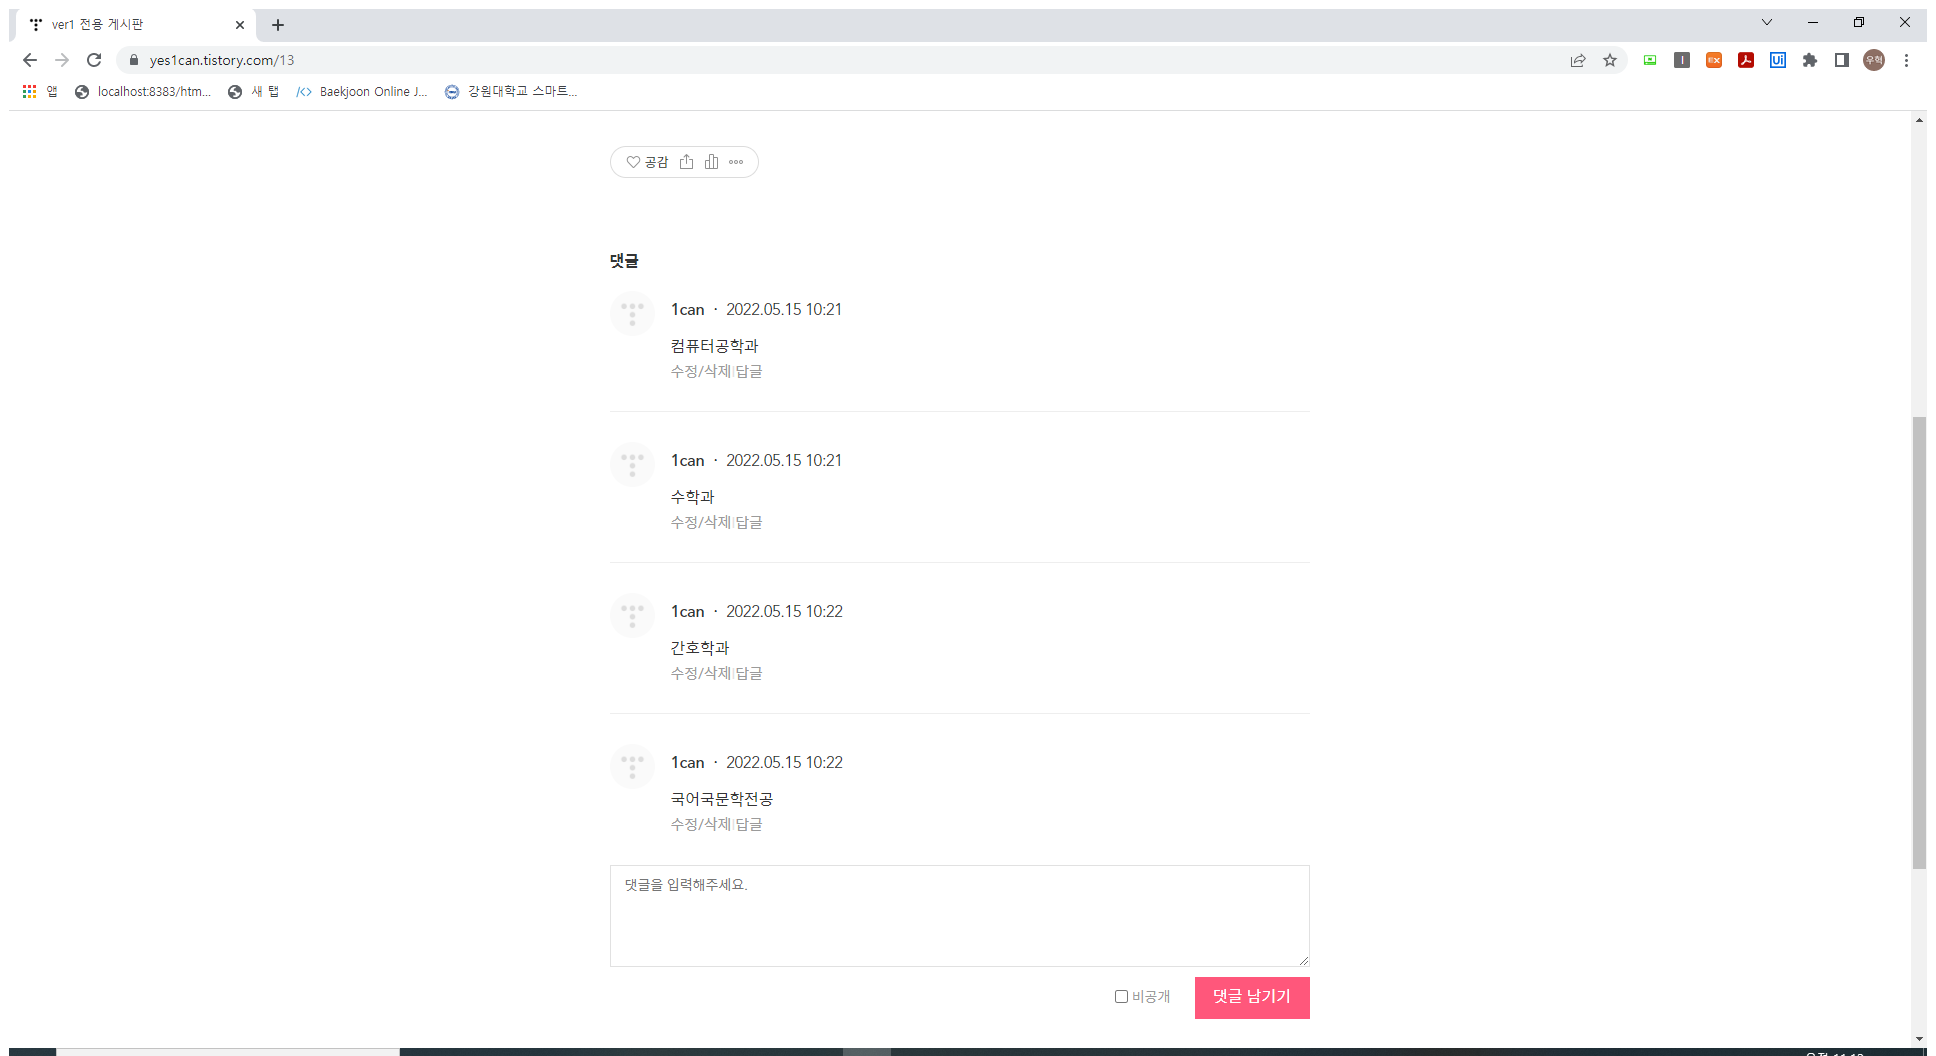 ver1 전용 게시판
yes1can.tistory.com/13
우혁
앱 localhost:8383/htm... 새 탭 Baekjoon Online J... 강원대학교 스마트...
공감
댓글
1can · 2022.05.15 10:21
컴퓨터공학과
수정/삭제 답글
1can · 2022.05.15 10:21
수학과
수정/삭제 답글
1can · 2022.05.15 10:22
간호학과
수정/삭제 답글
1can · 2022.05.15 10:22
국어국문학전공
수정/삭제 답글
댓글을 입력해주세요.
비공개 댓글 남기기